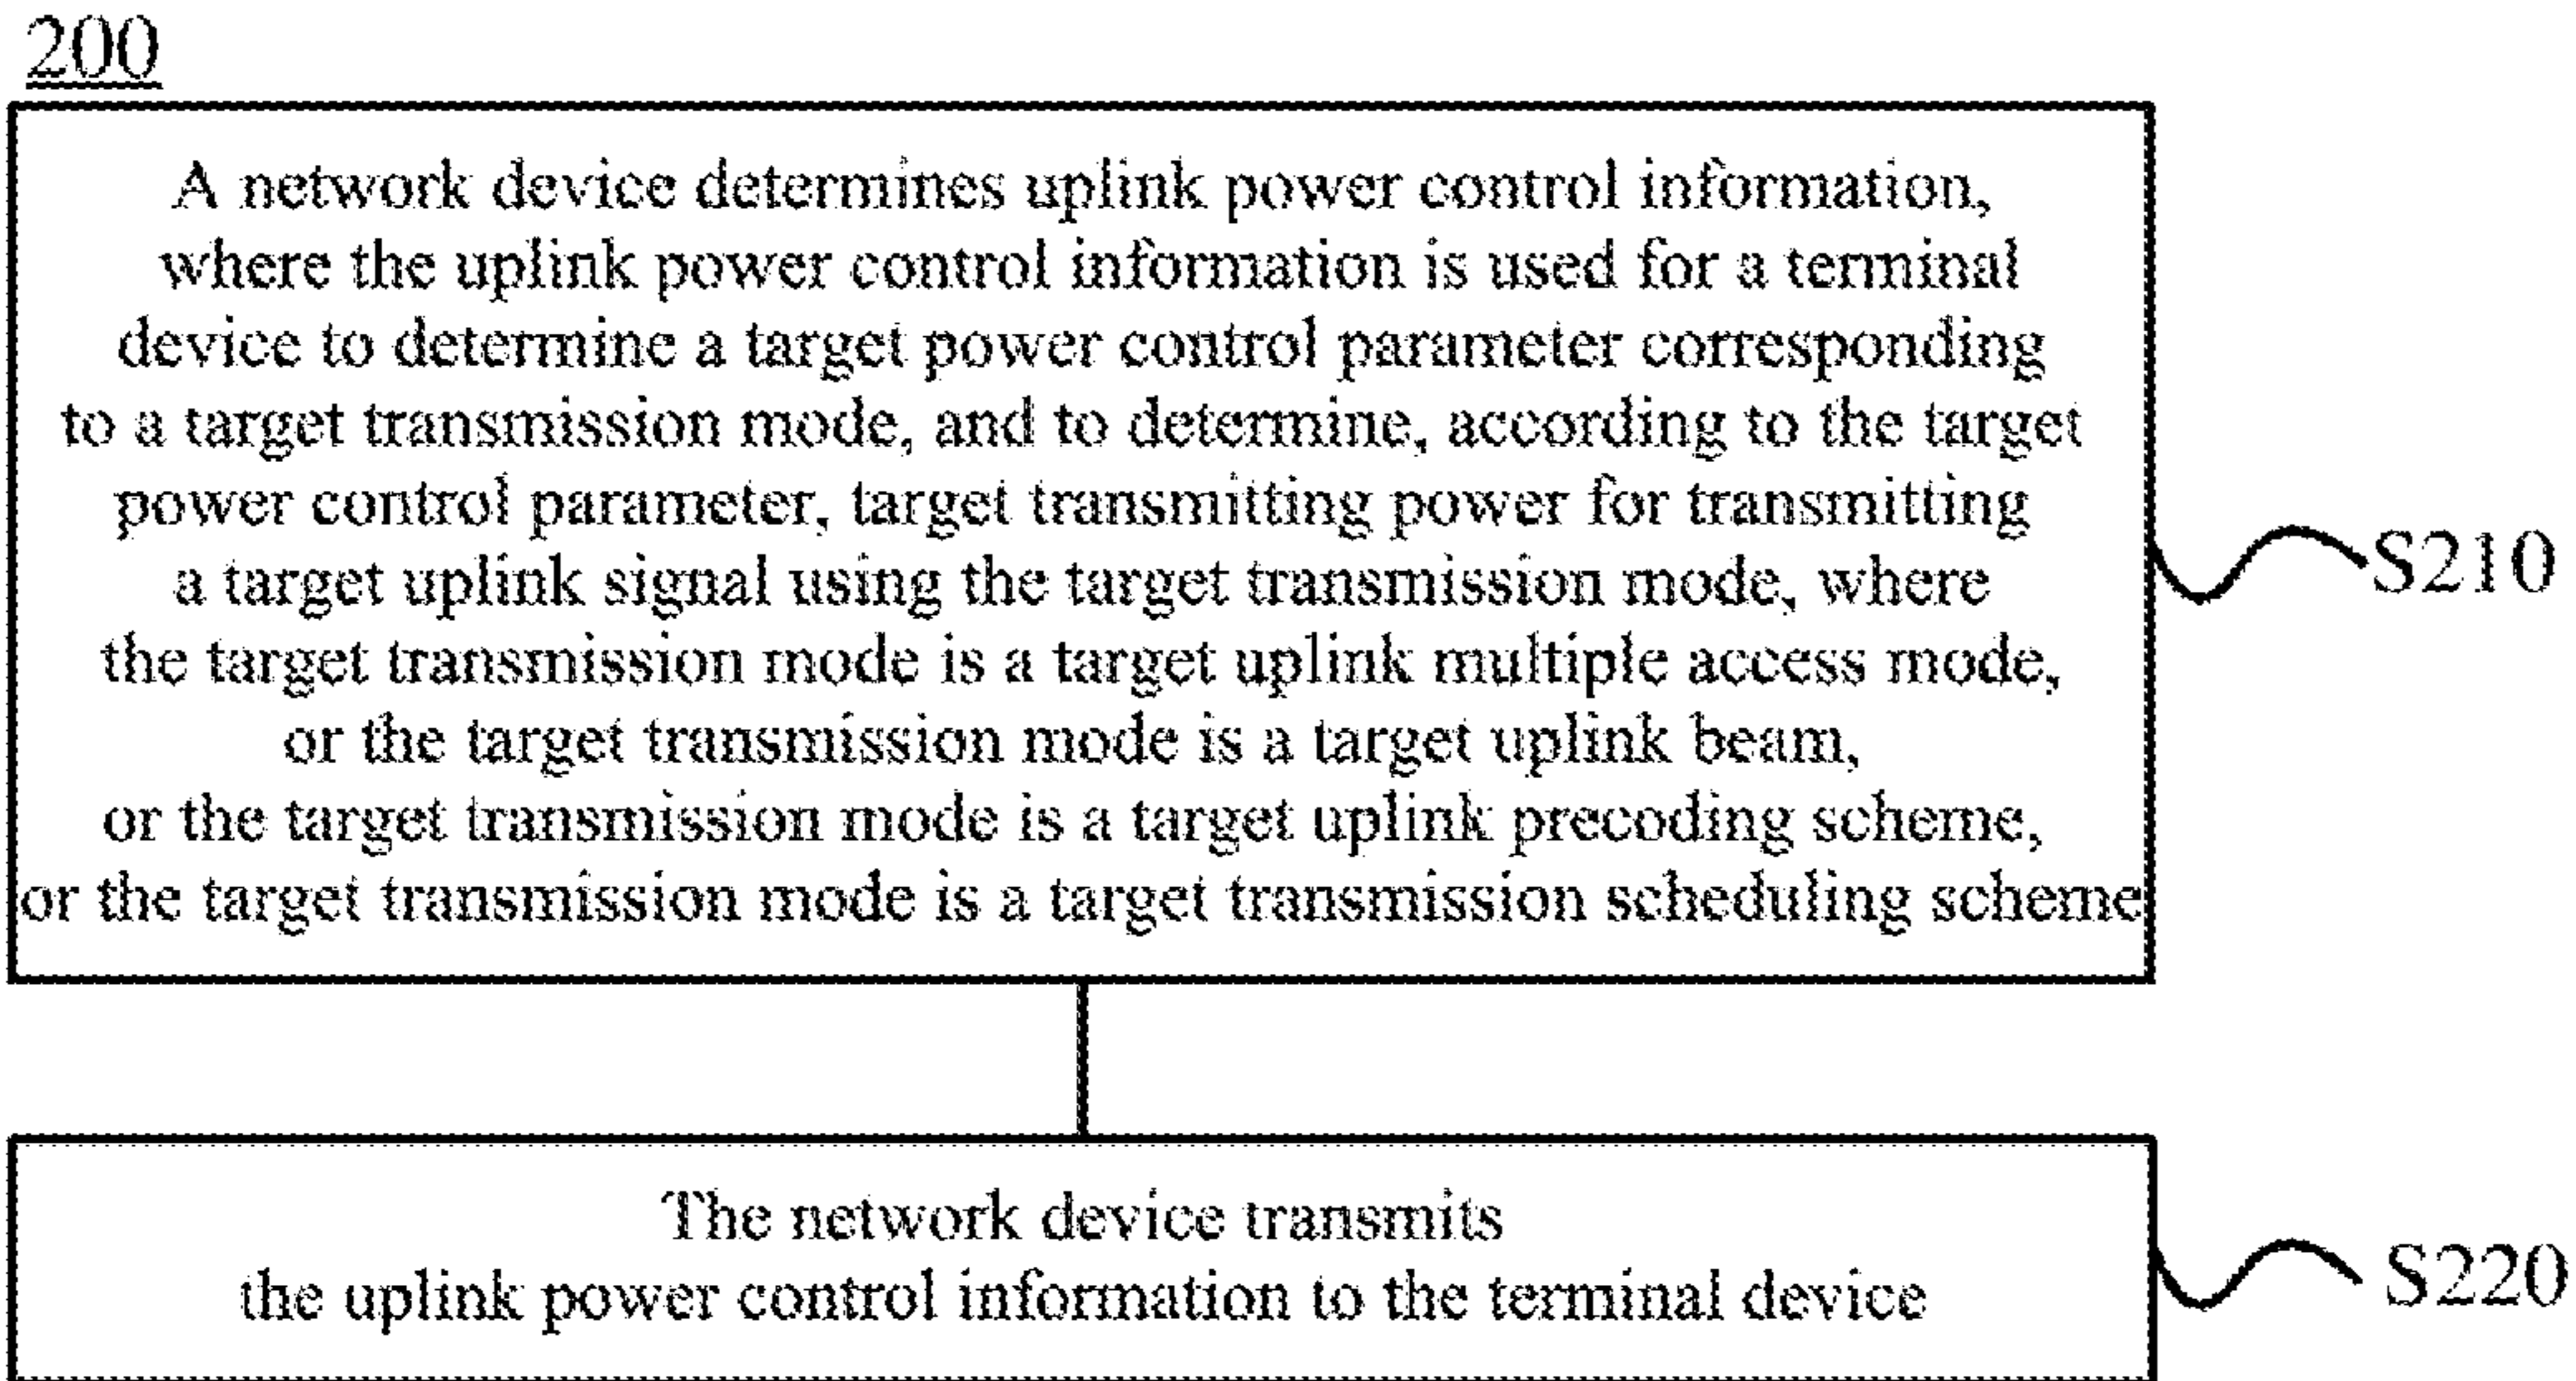 200
A network device determines uplink power control information,
where the uplink power control information is used for a terminal
device to determine a target power control parameter corresponding
to a target transmission mode, and to determine, according to the target
power control parameter, target transmitting power for transmitting
a target uplink signal using the target transmission mode, where
the target transmission mode is a target uplink multiple access mode,
or the target transmission mode is a target uplink beam,
or the target transmission mode is a target uplink precoding scheme,
or the target transmission mode is a target transmission scheduling scheme
S210
The network device transmits
the uplink power control information to the terminal device
S220